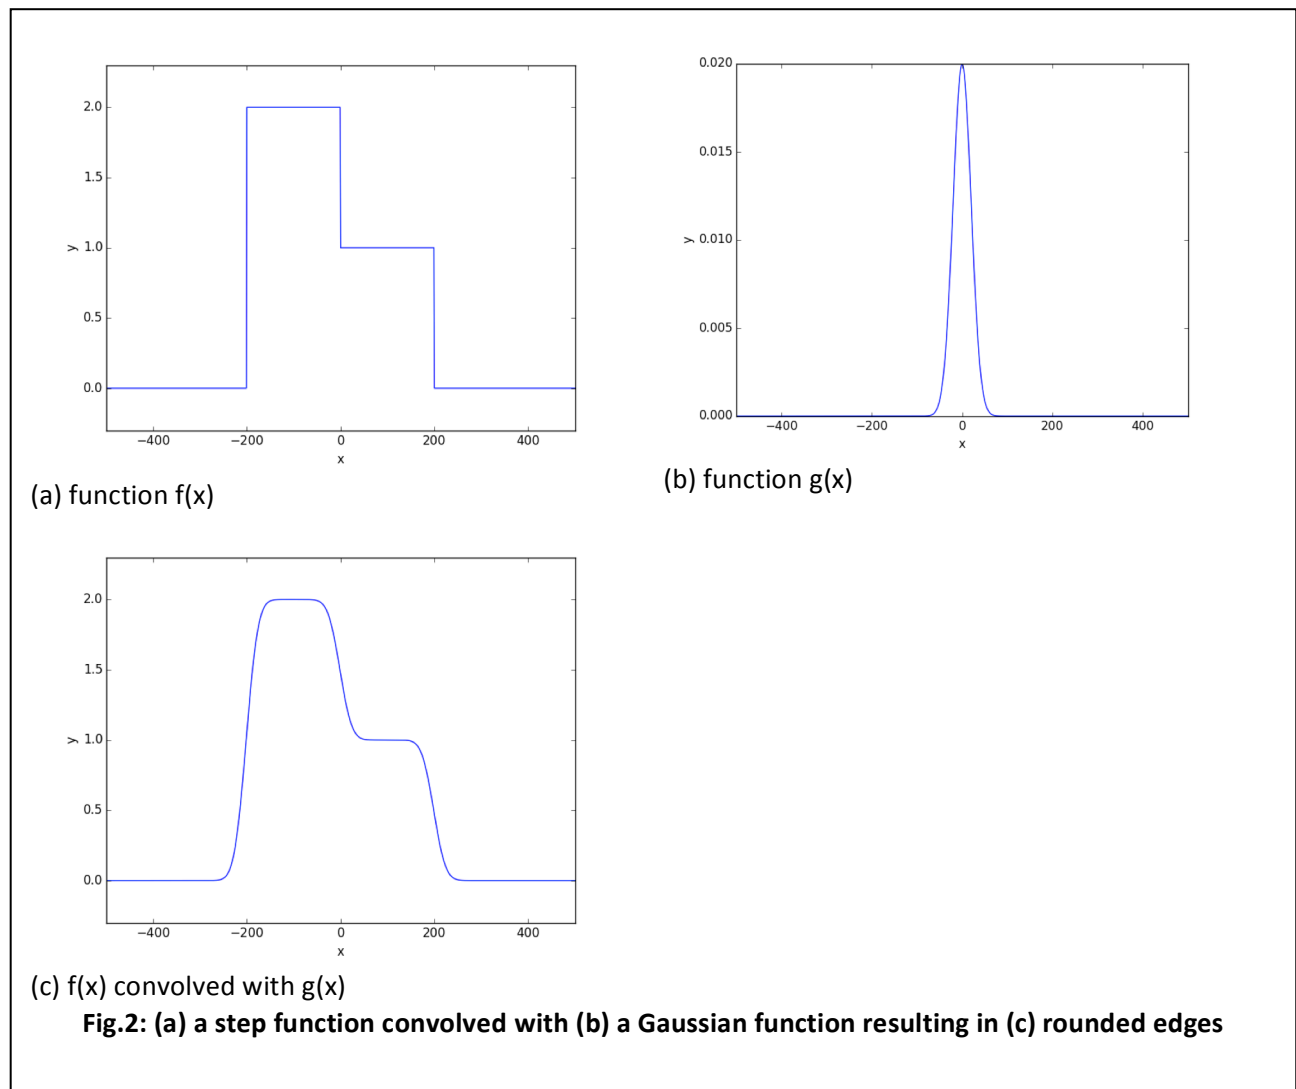 2.0
1.5
y 1.0
0.5
0.0
−400 −200 0 200 400
x
(a) function f(x)
0.020
0.015
y 0.010
0.005
0.000
−400 −200 0 200 400
x
(b) function g(x)
2.0
1.5
y 1.0
0.5
0.0
−400 −200 0 200 400
x
(c) f(x) convolved with g(x)
Fig.2: (a) a step function convolved with (b) a Gaussian function resulting in (c) rounded edges